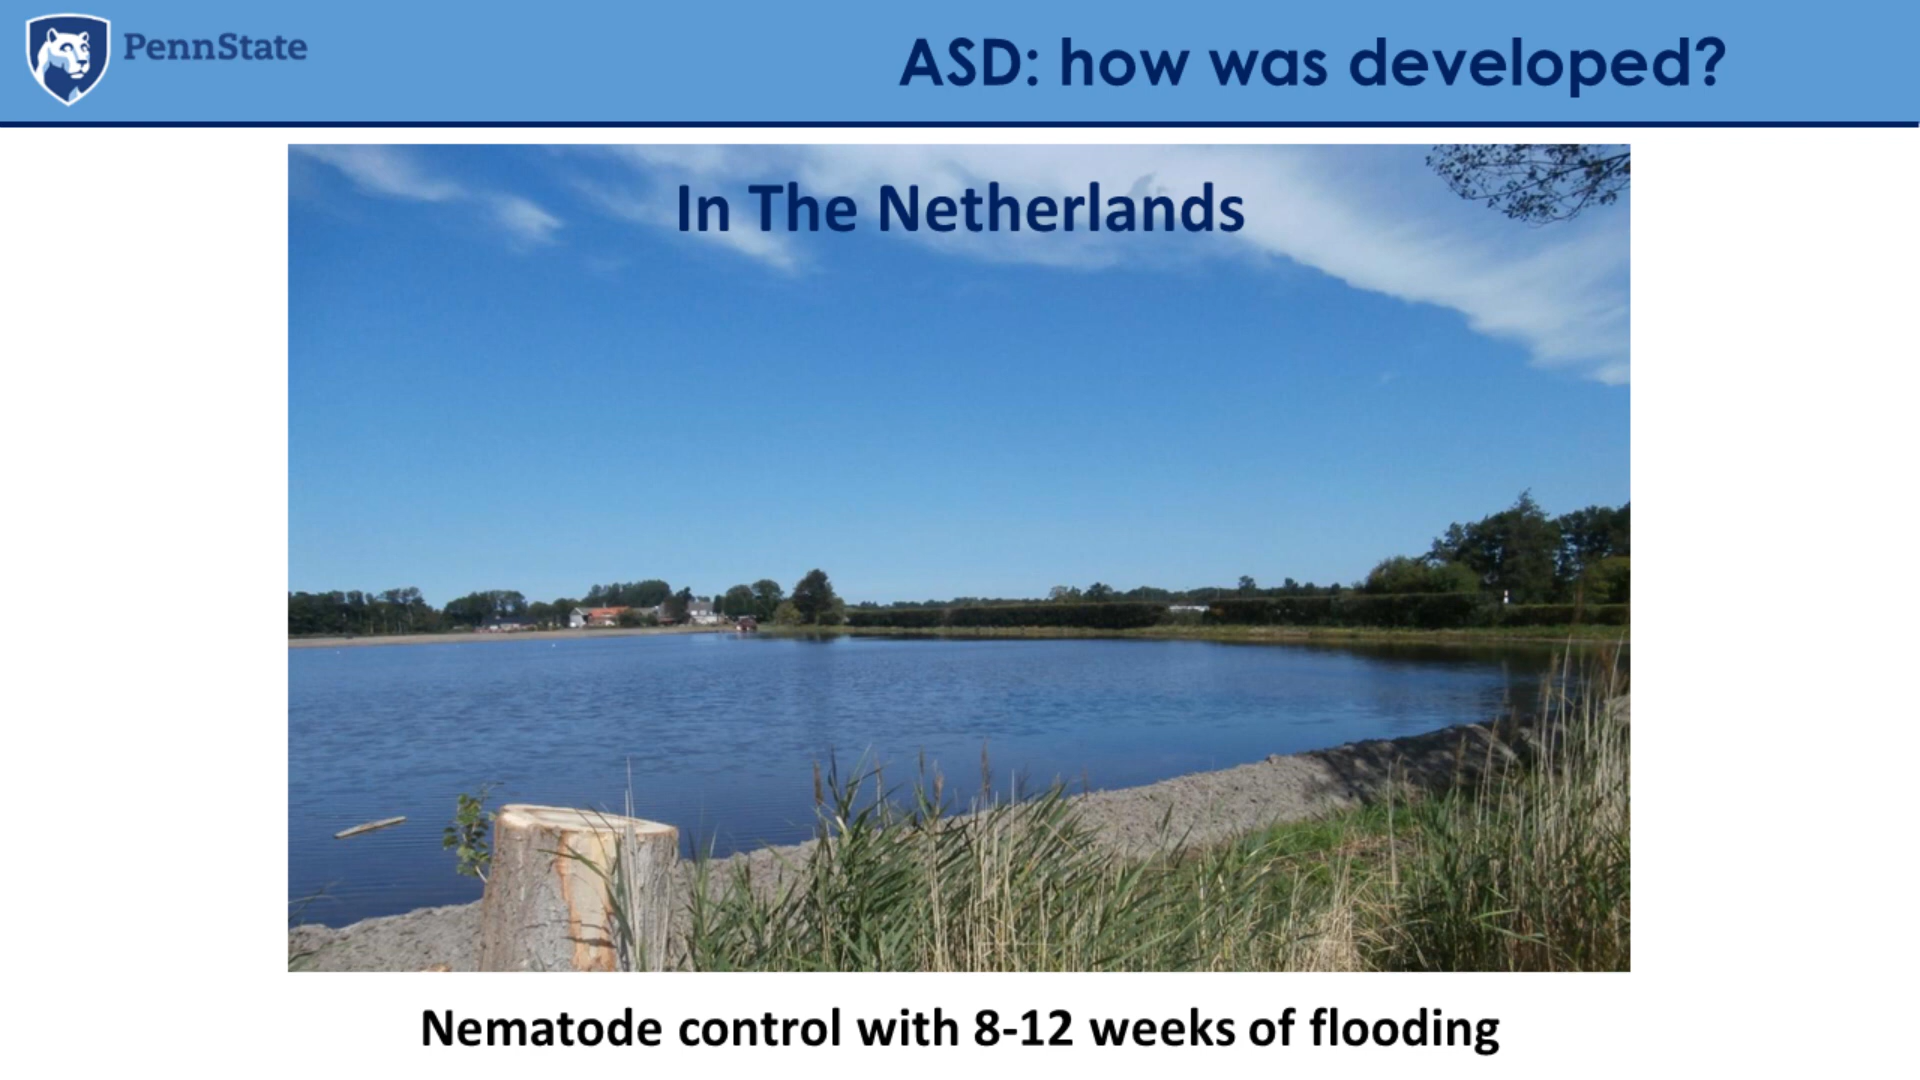 PennState
ASD: how was developed?
In The Netherlands
Nematode control with 8-12 weeks of flooding